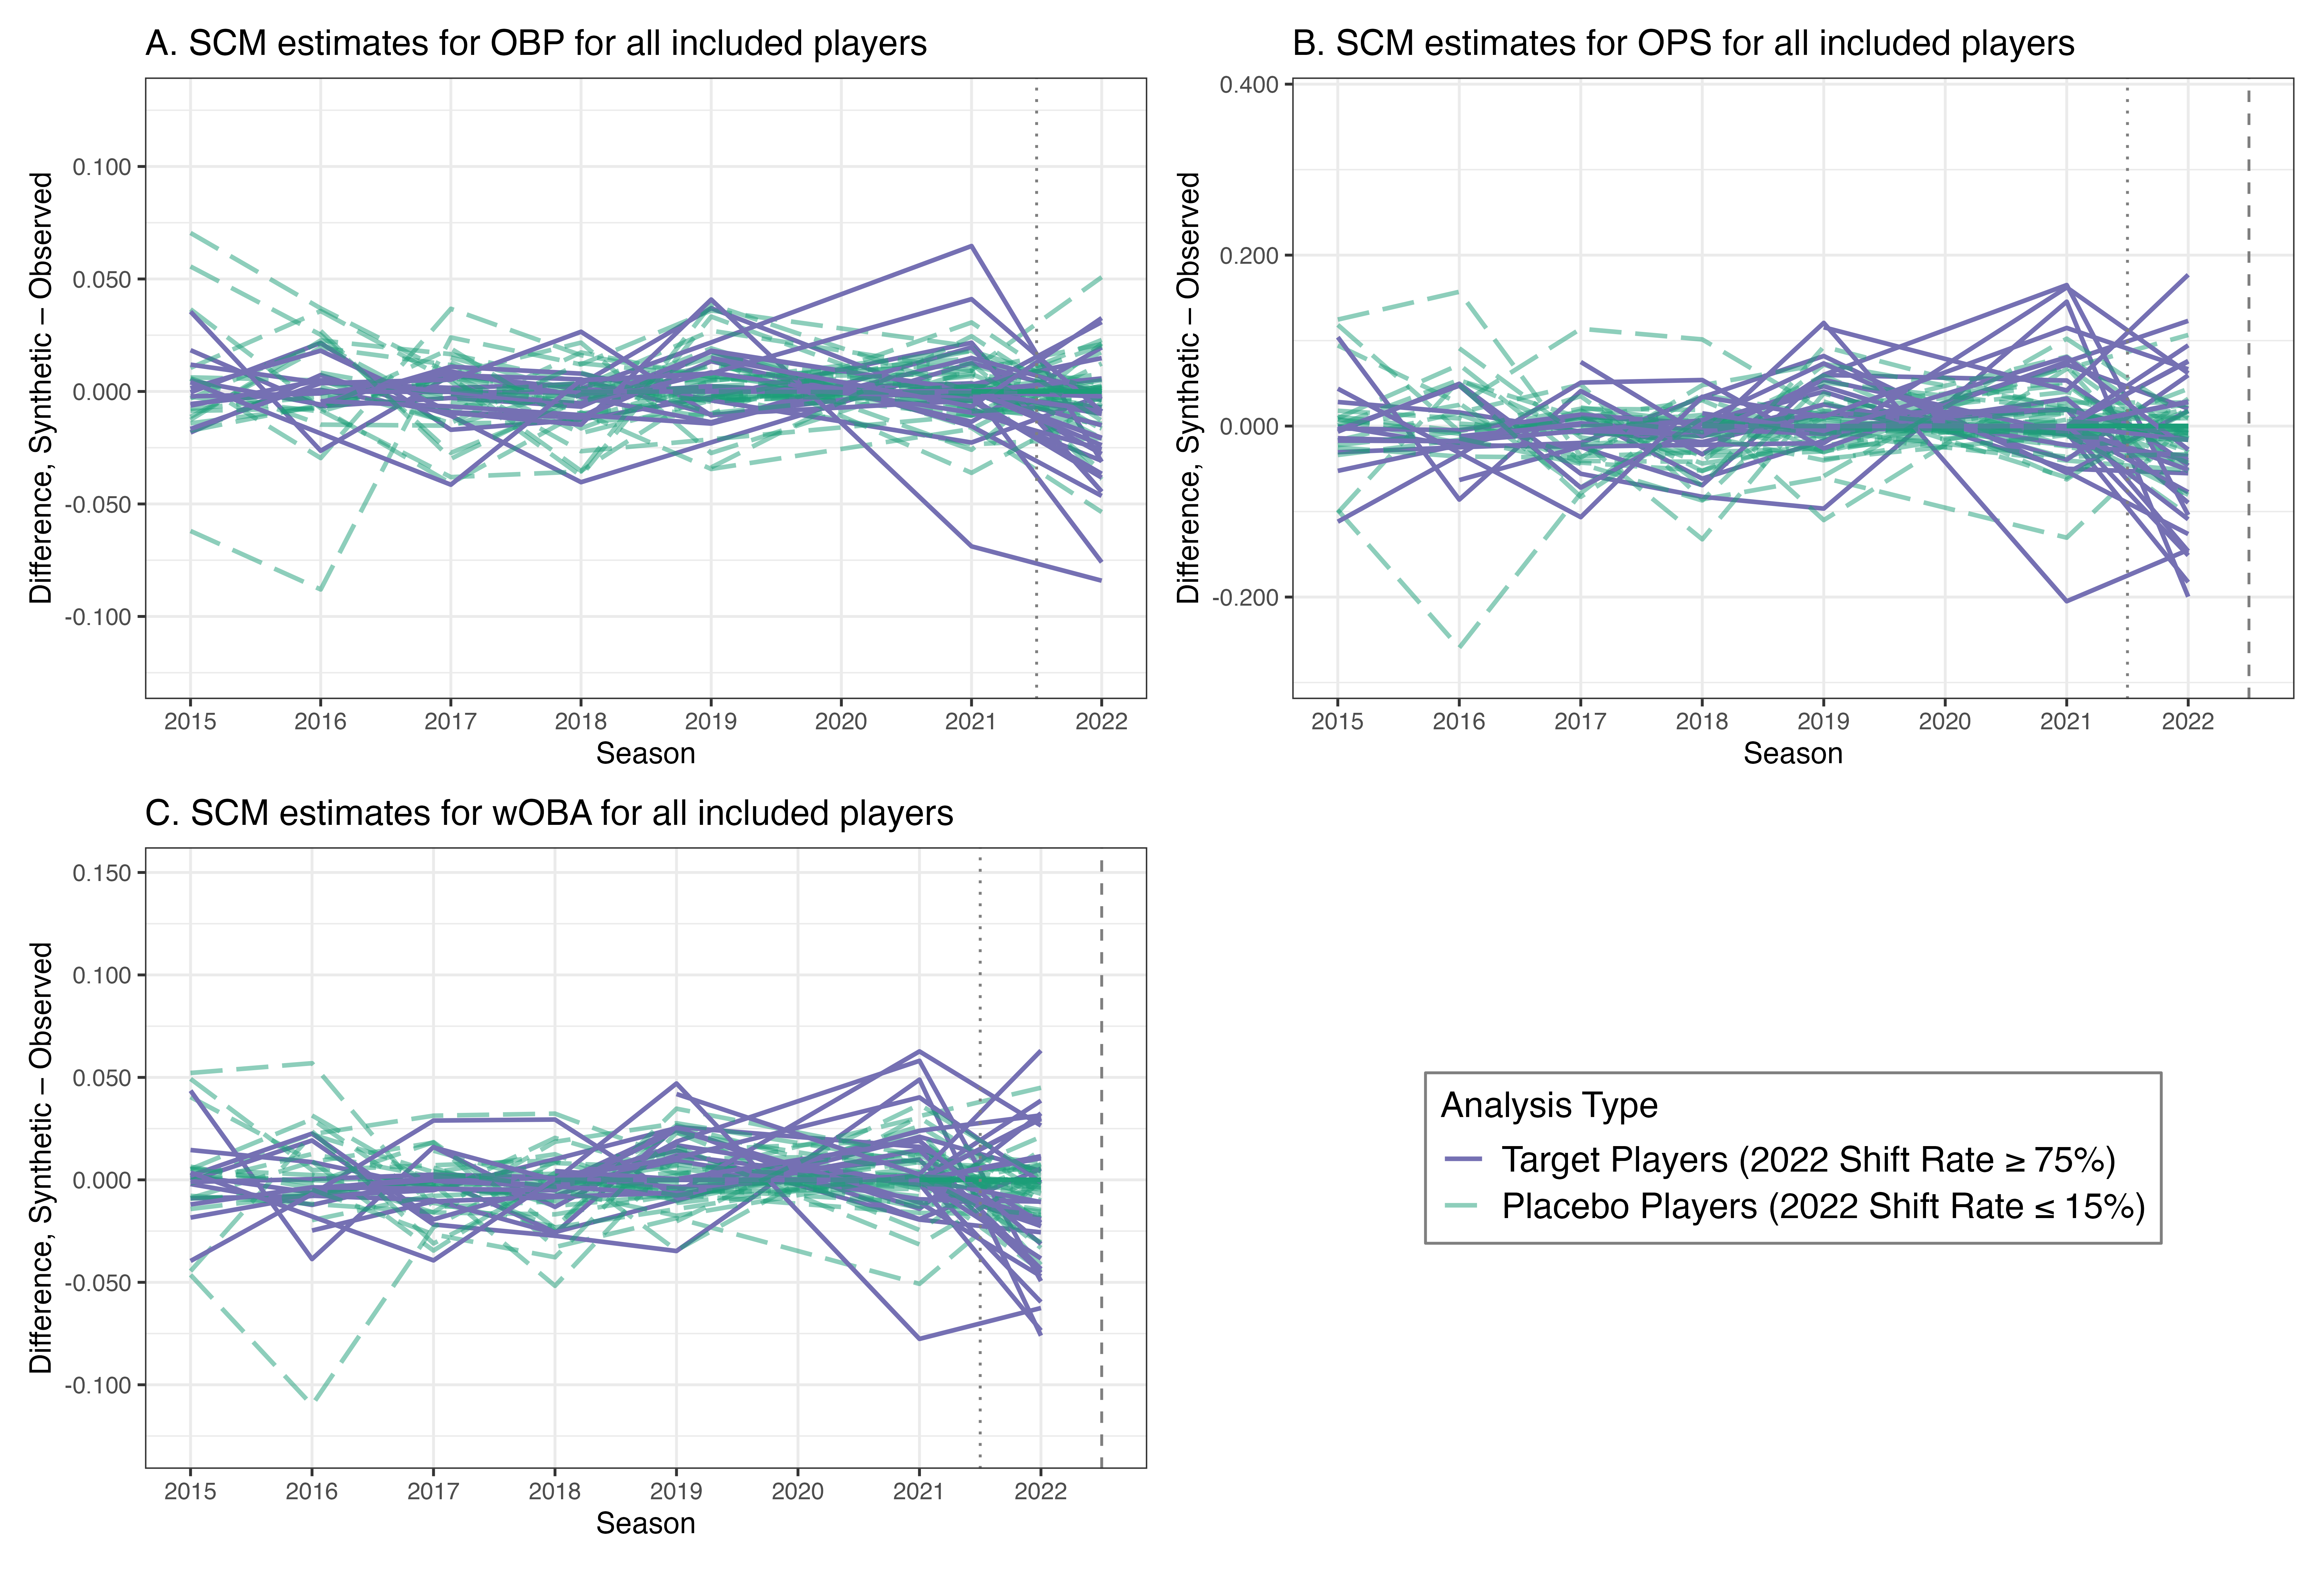 A. SCM estimates for OBP for all included players
Difference, Synthetic – Observed
0.100
0.050
0.000
-0.050
-0.100
2015 2016 2017 2018 2019 2020 2021 2022
Season
B. SCM estimates for OPS for all included players
Difference, Synthetic – Observed
0.400
0.200
0.000
-0.200
2015 2016 2017 2018 2019 2020 2021 2022
Season
C. SCM estimates for wOBA for all included players
Difference, Synthetic – Observed
0.150
0.100
0.050
0.000
-0.050
-0.100
2015 2016 2017 2018 2019 2020 2021 2022
Season
Analysis Type
Target Players (2022 Shift Rate ≥ 75%)
Placebo Players (2022 Shift Rate ≤ 15%)